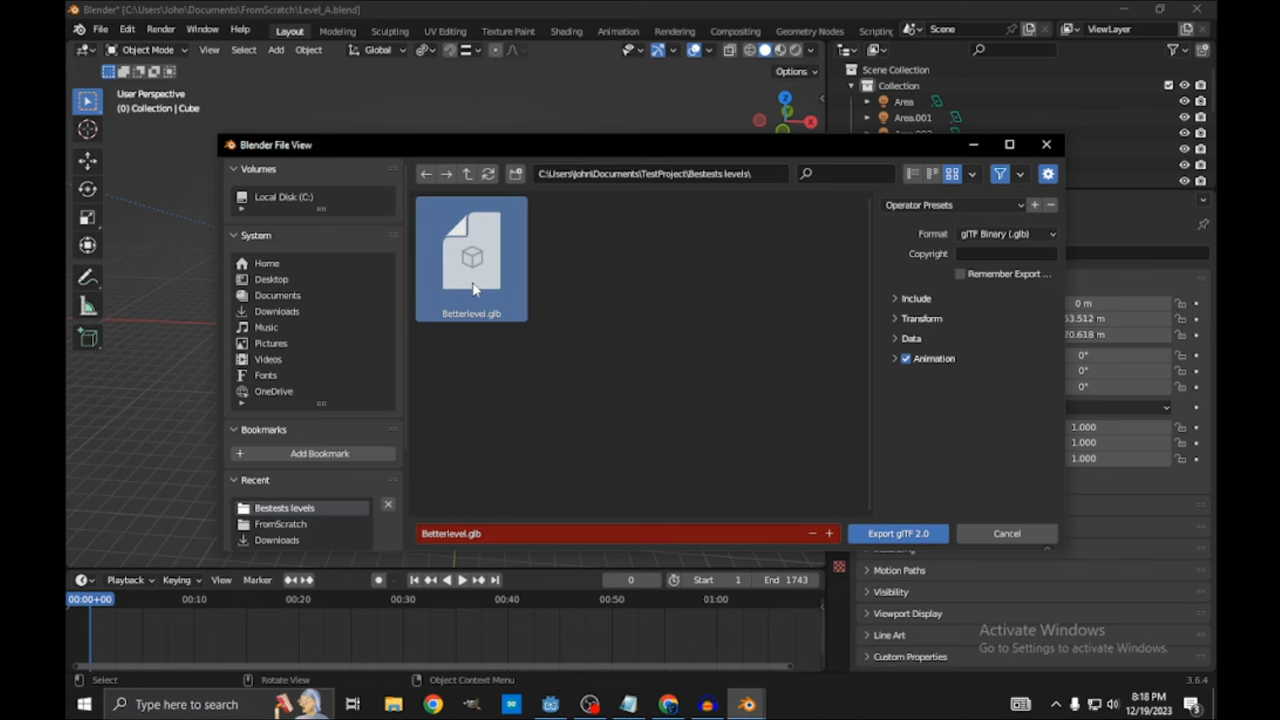 Blender* [C:\Users\John\Documents\FromScratch\Level_A.blend]
File Edit Render Window Help Layout Modeling Sculpting UV Editing Texture Paint Shading Animation Rendering Compositing Geometry Nodes Scripting Scene ViewLayer
Object Mode View Select Add Object Global
Options
User Perspective
(0) Collection | Cube
Z
Y
X
Scene Collection
Collection
Area
Area.001
Blender File View
Volumes
Local Disk (C:)
System
Home
Desktop
Documents
Downloads
Music
Pictures
Videos
Fonts
OneDrive
Bookmarks
Add Bookmark
Recent
Bestests levels
FromScratch
Downloads
C:\Users\John\Documents\TestProject\Bestests levels\
Betterlevel.glb
Betterlevel.glb
Operator Presets
Format glTF Binary (.glb)
Copyright
Remember Export ...
Include
Transform
Data
Animation
Export glTF 2.0
Cancel
0 m
53.512 m
20.618 m
0°
0°
0°
1.000
1.000
1.000
Motion Paths
Visibility
Viewport Display
Line Art
Custom Properties
Activate Windows
Go to Settings to activate Windows.
Playback Keying View Marker 0 Start 1 End 1743
00:00+00 00:10 00:20 00:30 00:40 00:50 01:00
Select Rotate View Object Context Menu 3.6.4
Type here to search
8:18 PM
12/19/2023
3